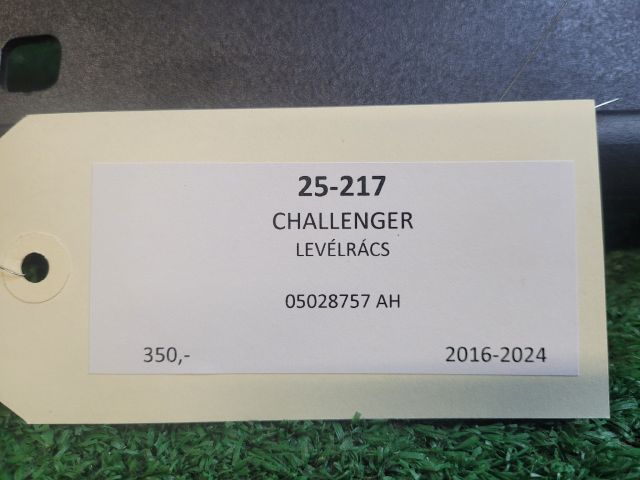 25-217
CHALLENGER
LEVÉLRÁCS
05028757 AH
350,- 2016-2024